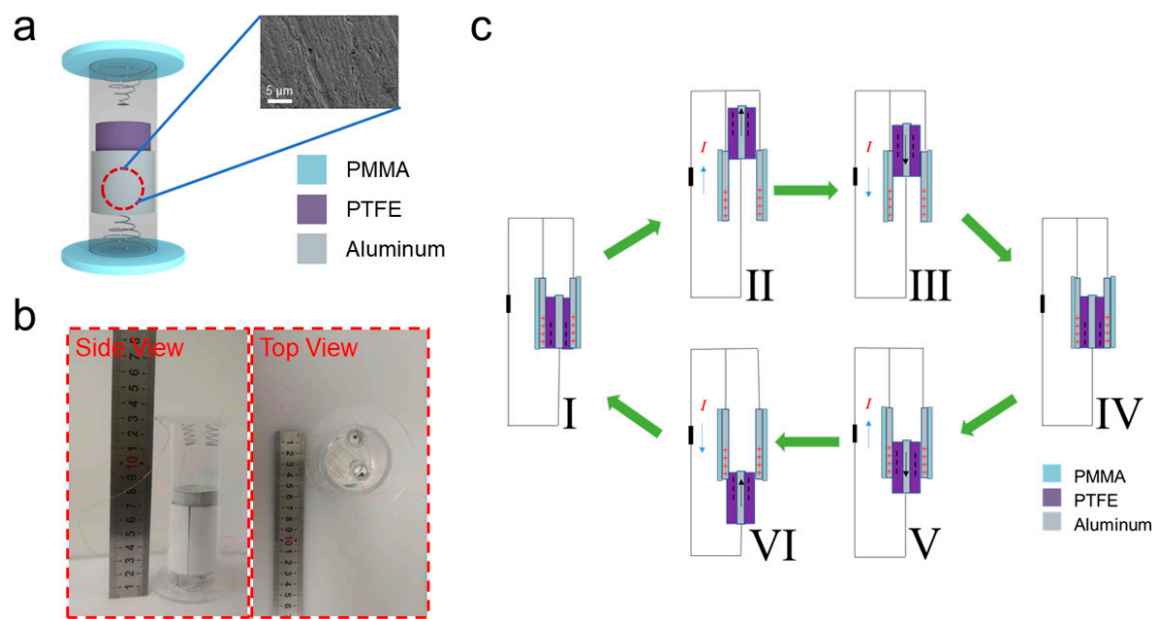 a
5 μm
PMMA
PTFE
Aluminum
b
Side View
Top View
c
I
II
I
III
I
IV
I
V
I
VI
PMMA
PTFE
Aluminum